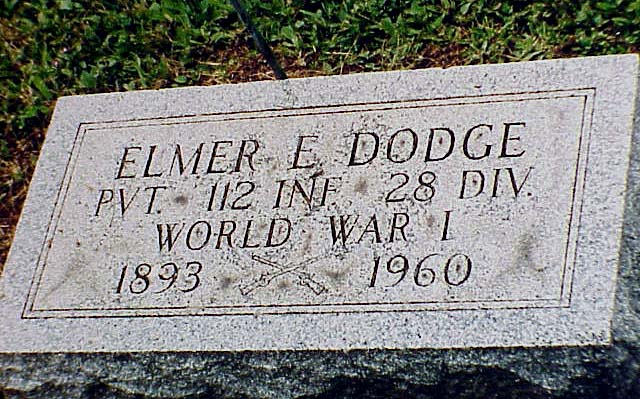 ELMER E. DODGE
PVT. 112 INF. 28 DIV.
WORLD WAR I
1893 1960